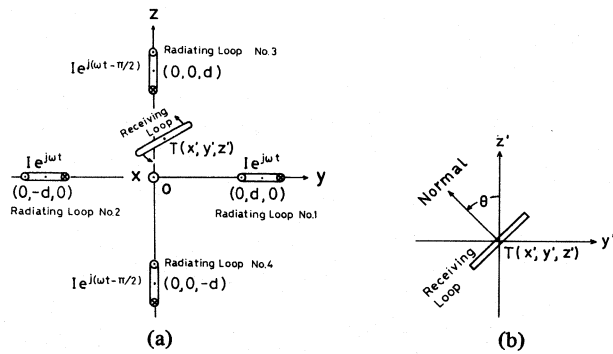 z
Radiating Loop No.3
Ie^{j(ωt-π/2)}
(0,0,d)
Receiving
Loop
T(x',y',z')
Ie^{jωt}
Ie^{jωt}
x
o
y
(0,-d,0)
(0,d,0)
Radiating Loop No.2
Radiating Loop No.1
Radiating Loop No.4
Ie^{j(ωt-π/2)}
(0,0,-d)
(a)
z'
Normal
θ
y'
T(x',y',z')
Receiving
Loop
(b)